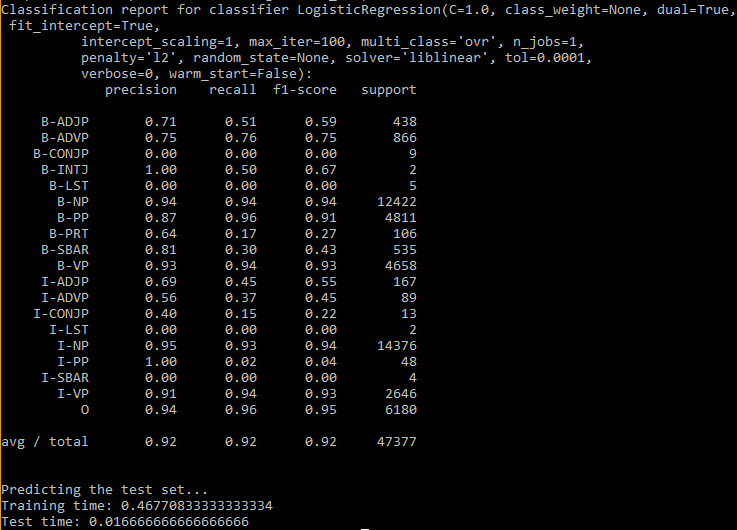 Classification report for classifier LogisticRegression(C=1.0, class_weight=None, dual=True,
fit_intercept=True,
intercept_scaling=1, max_iter=100, multi_class='ovr', n_jobs=1,
penalty='l2', random_state=None, solver='liblinear', tol=0.0001,
verbose=0, warm_start=False):
precision recall f1-score support
B-ADJP 0.71 0.51 0.59 438
B-ADVP 0.75 0.76 0.75 866
B-CONJP 0.00 0.00 0.00 9
B-INTJ 1.00 0.50 0.67 2
B-LST 0.00 0.00 0.00 5
B-NP 0.94 0.94 0.94 12422
B-PP 0.87 0.96 0.91 4811
B-PRT 0.64 0.17 0.27 106
B-SBAR 0.81 0.30 0.43 535
B-VP 0.93 0.94 0.93 4658
I-ADJP 0.69 0.45 0.55 167
I-ADVP 0.56 0.37 0.45 89
I-CONJP 0.40 0.15 0.22 13
I-LST 0.00 0.00 0.00 2
I-NP 0.95 0.93 0.94 14376
I-PP 1.00 0.02 0.04 48
I-SBAR 0.00 0.00 0.00 4
I-VP 0.91 0.94 0.93 2646
O 0.94 0.96 0.95 6180
avg / total 0.92 0.92 0.92 47377
Predicting the test set...
Training time: 0.46770833333333334
Test time: 0.016666666666666666